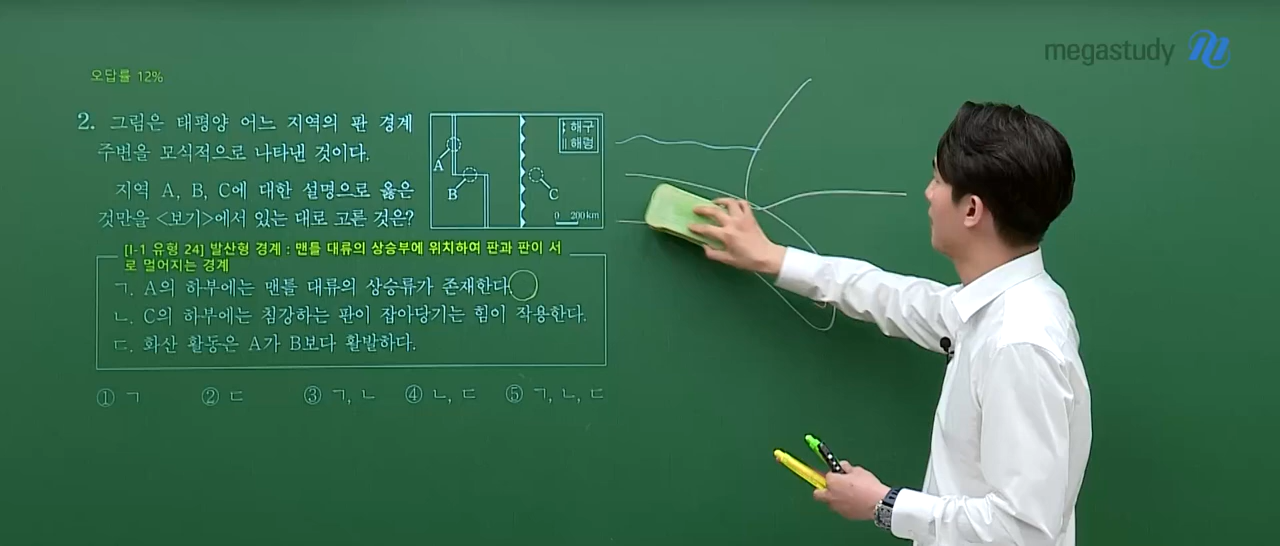 megastudy
오답률 12%
2. 그림은 태평양 어느 지역의 판 경계
주변을 모식적으로 나타낸 것이다.
지역 A, B, C에 대한 설명으로 옳은
것만을 <보기>에서 있는 대로 고른 것은?
A
B
C
해구
해령
0 200km
[I-1 유형 24] 발산형 경계 : 맨틀 대류의 상승부에 위치하여 판과 판이 서
로 멀어지는 경계
ㄱ. A의 하부에는 맨틀 대류의 상승류가 존재한다
ㄴ. C의 하부에는 침강하는 판이 잡아당기는 힘이 작용한다.
ㄷ. 화산 활동은 A가 B보다 활발하다.
① ㄱ ② ㄷ ③ ㄱ, ㄴ ④ ㄴ, ㄷ ⑤ ㄱ, ㄴ, ㄷ